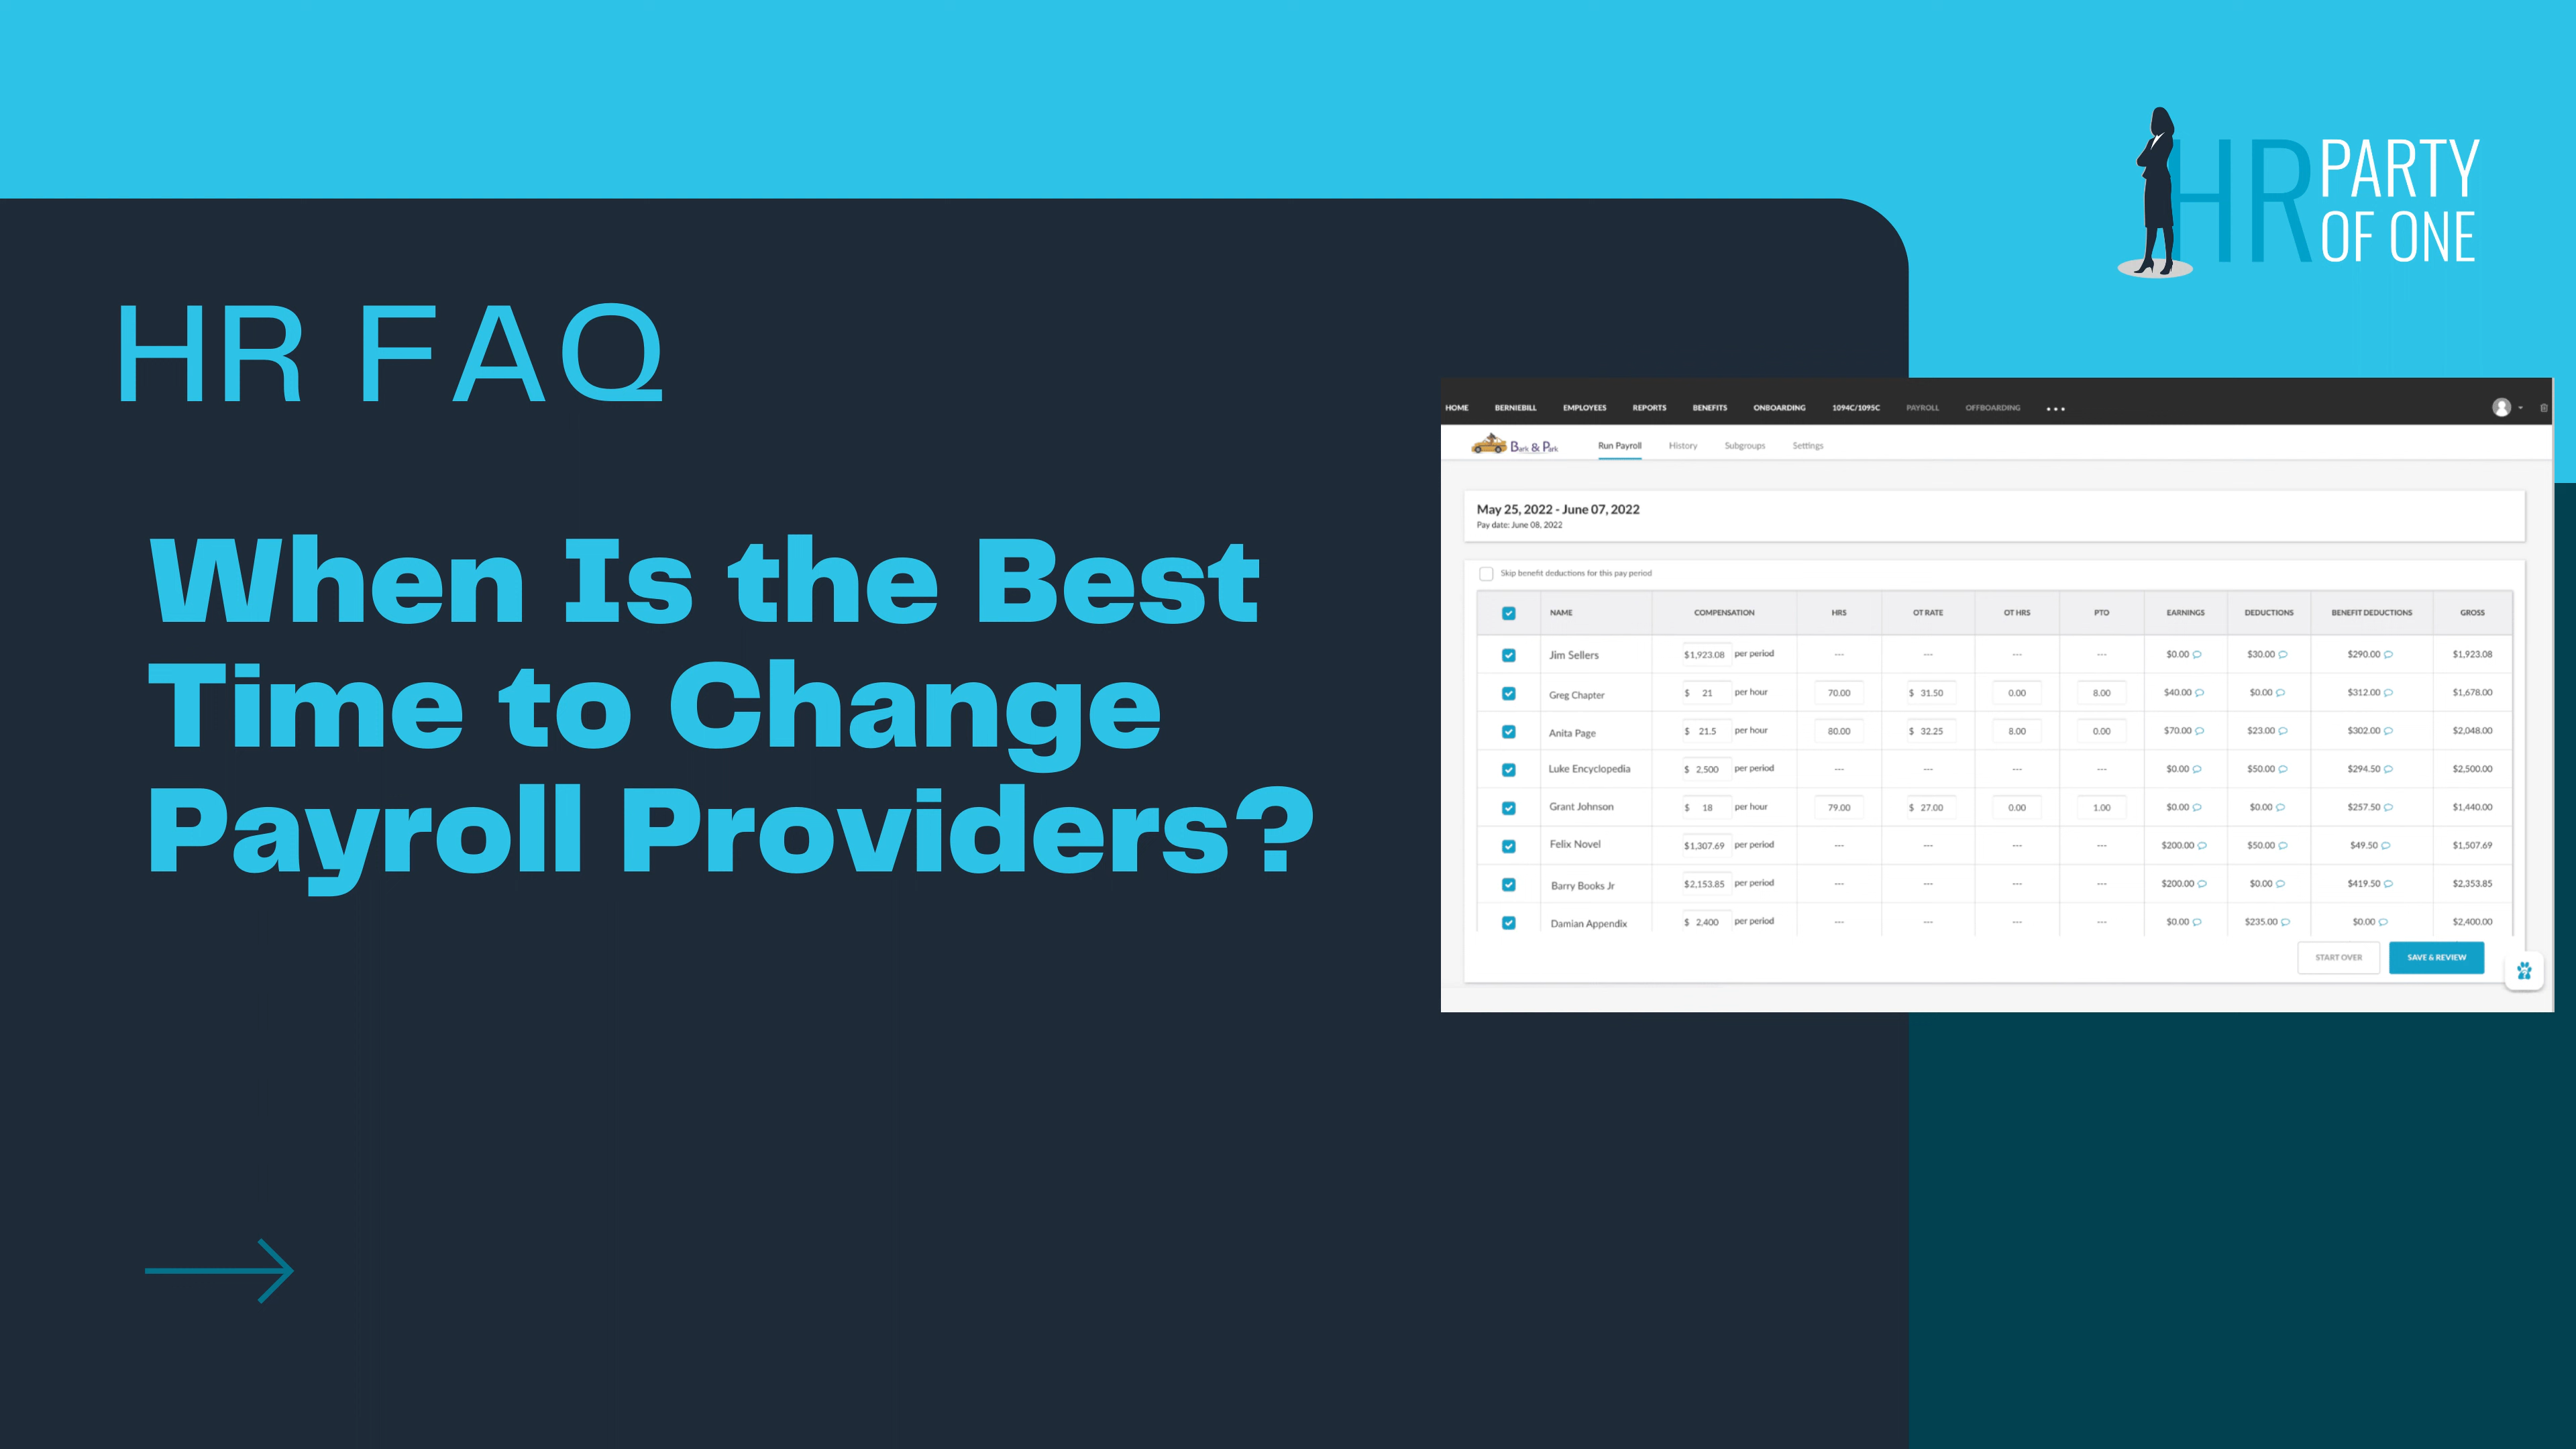 HR PARTY
OF ONE
HR FAQ
When Is the Best
Time to Change
Payroll Providers?
HOME BERNIEBILL EMPLOYEES REPORTS BENEFITS ONBOARDING 1094C/1095C PAYROLL OFFBOARDING
Bark & Park Run Payroll History Subgroups Settings
May 25, 2022 - June 07, 2022
Pay date: June 08, 2022
Skip benefit deductions for this pay period
NAME COMPENSATION HRS OT RATE OT HRS PTO EARNINGS DEDUCTIONS BENEFIT DEDUCTIONS GROSS
Jim Sellers $1,923.08 per period --- --- --- --- $0.00 $30.00 $290.00 $1,923.08
Greg Chapter $ 21 per hour 70.00 $ 31.50 0.00 8.00 $40.00 $0.00 $312.00 $1,678.00
Anita Page $ 21.5 per hour 80.00 $ 32.25 8.00 0.00 $70.00 $23.00 $302.00 $2,048.00
Luke Encyclopedia $ 2,500 per period --- --- --- --- $0.00 $50.00 $294.50 $2,500.00
Grant Johnson $ 18 per hour 79.00 $ 27.00 0.00 1.00 $0.00 $0.00 $257.50 $1,440.00
Felix Novel $1,307.69 per period --- --- --- --- $200.00 $50.00 $49.50 $1,507.69
Barry Books Jr $2,153.85 per period --- --- --- --- $200.00 $0.00 $419.50 $2,353.85
Damian Appendix $ 2,400 per period --- --- --- --- $0.00 $235.00 $0.00 $2,400.00
START OVER SAVE & REVIEW